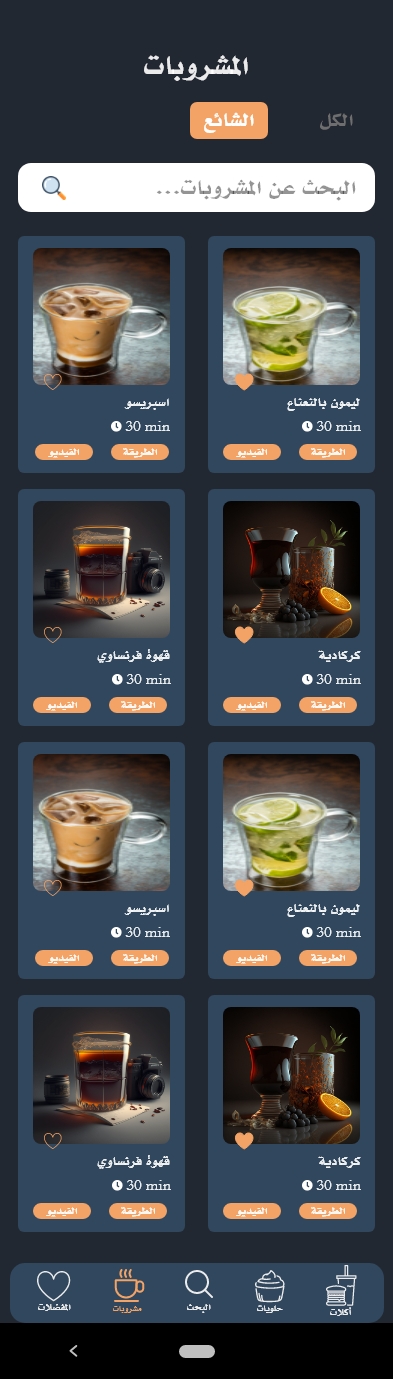 المشروبات
الكل
الشائع
البحث عن المشروبات...
ليمون بالنعناع
اسبريسو
30 min
30 min
الطريقة
الفيديو
الطريقة
الفيديو
كركادية
قهوة فرنساوي
30 min
30 min
الطريقة
الفيديو
الطريقة
الفيديو
ليمون بالنعناع
اسبريسو
30 min
30 min
الطريقة
الفيديو
الطريقة
الفيديو
كركادية
قهوة فرنساوي
30 min
30 min
الطريقة
الفيديو
الطريقة
الفيديو
أكلات
حلويات
البحث
مشروبات
المفضلات